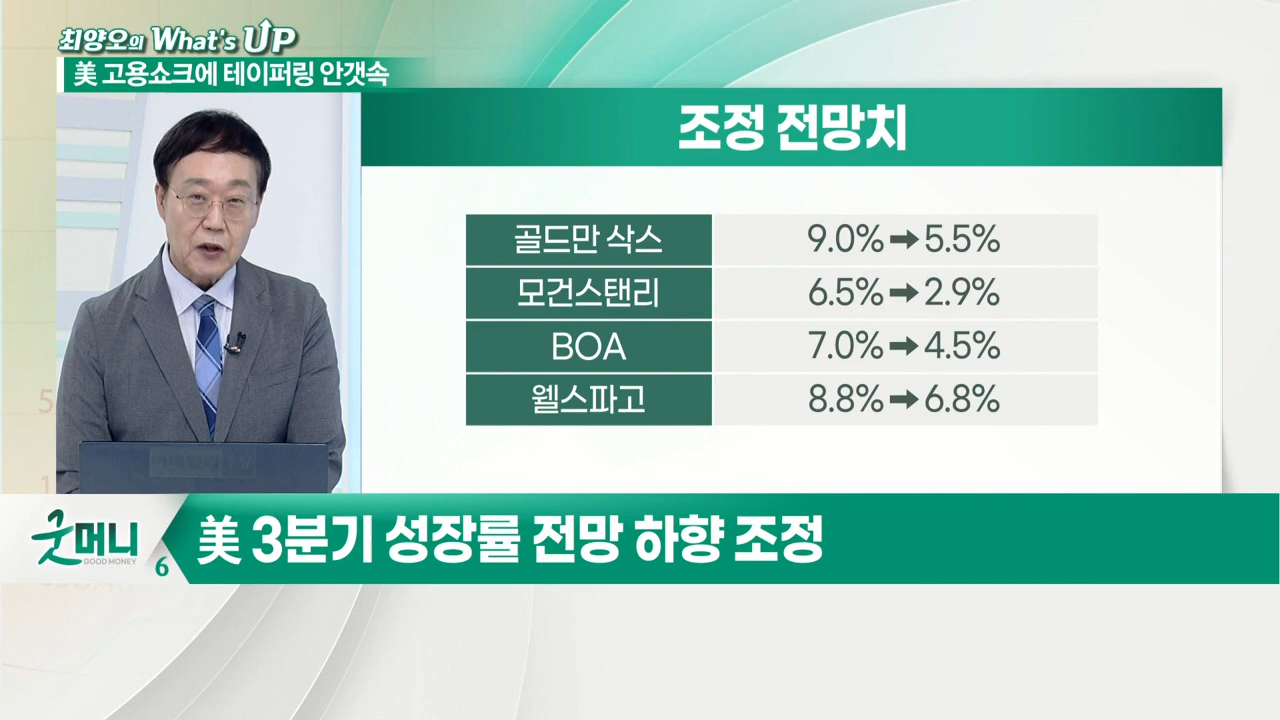 최양오의 What's UP
美 고용쇼크에 테이퍼링 안갯속
조정 전망치
골드만 삭스 9.0%➡5.5%
모건스탠리 6.5%➡2.9%
BOA 7.0%➡4.5%
웰스파고 8.8%➡6.8%
굿머니
GOOD MONEY
6
美 3분기 성장률 전망 하향 조정